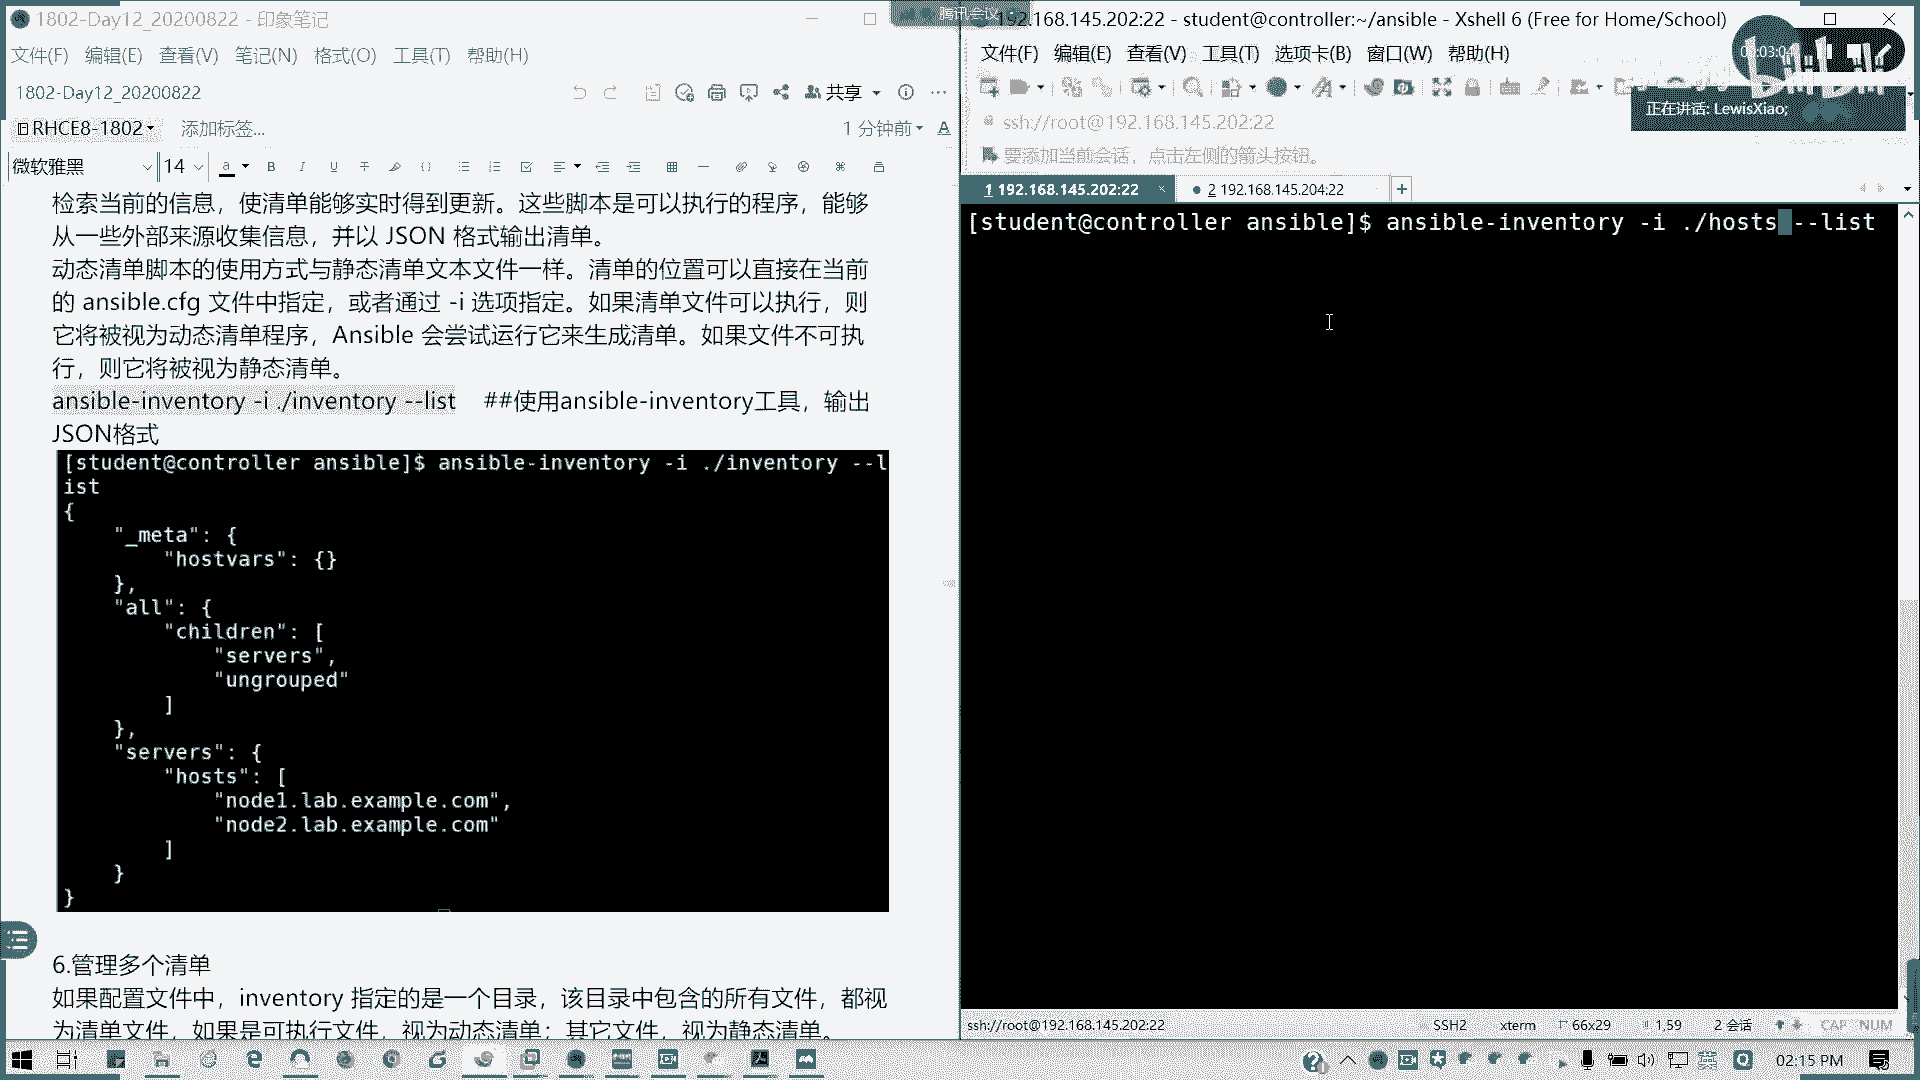 1802-Day12_20200822 - 印象笔记
文件(F) 编辑(E) 查看(V) 笔记(N) 格式(O) 工具(T) 帮助(H)
1802-Day12_20200822
共享
RHCE8-1802
添加标签...
1 分钟前
微软雅黑
14
检索当前的信息，使清单能够实时得到更新。这些脚本是可以执行的程序，能够
从一些外部来源收集信息，并以 JSON 格式输出清单。
动态清单脚本的使用方式与静态清单文本文件一样。清单的位置可以直接在当前
的 ansible.cfg 文件中指定，或者通过 -i 选项指定。如果清单文件可以执行，则
它将被视为动态清单程序，Ansible 会尝试运行它来生成清单。如果文件不可执
行，则它将被视为静态清单。
ansible-inventory -i ./inventory --list ##使用ansible-inventory工具，输出
JSON格式
[student@controller ansible]$ ansible-inventory -i ./inventory --l
ist
{
"_meta": {
"hostvars": {}
},
"all": {
"children": [
"servers",
"ungrouped"
]
},
"servers": {
"hosts": [
"node1.lab.example.com",
"node2.lab.example.com"
]
}
}
6.管理多个清单
如果配置文件中，inventory 指定的是一个目录，该目录中包含的所有文件，都视
为清单文件，如果是可执行文件，视为动态清单；其它文件，视为静态清单。
腾讯会议
192.168.145.202:22 - student@controller:~/ansible - Xshell 6 (Free for Home/School)
文件(F) 编辑(E) 查看(V) 工具(T) 选项卡(B) 窗口(W) 帮助(H)
00:03:04
bilibili
正在讲话: LewisXiao;
ssh://root@192.168.145.202:22
要添加当前会话，点击左侧的箭头按钮。
1 192.168.145.202:22
2 192.168.145.204:22
[student@controller ansible]$ ansible-inventory -i ./hosts --list
ssh://root@192.168.145.202:22
SSH2
xterm
66x29
1,59
2 会话
CAP NUM
英
02:15 PM